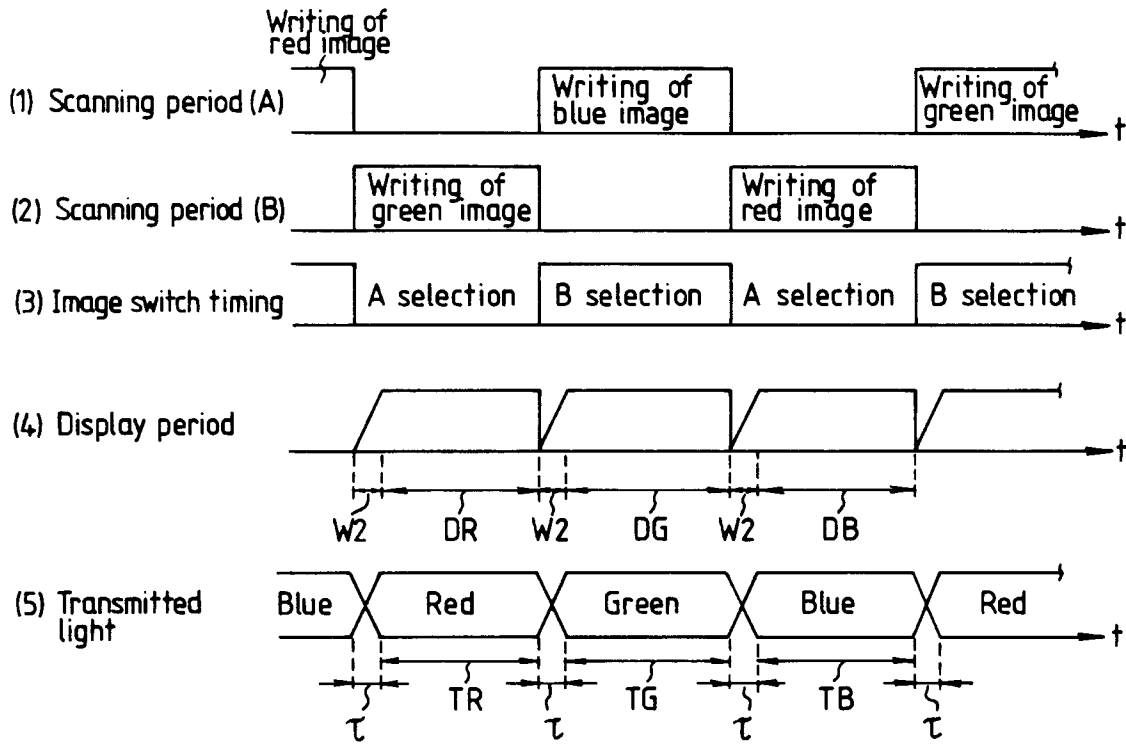 Writing of
red image
(1) Scanning period (A)
Writing of
blue image
Writing of
green image
t
(2) Scanning period (B)
Writing of
green image
Writing of
red image
t
(3) Image switch timing
A selection
B selection
A selection
B selection
t
(4) Display period
t
W2
DR
W2
DG
W2
DB
(5) Transmitted
light
Blue
Red
Green
Blue
Red
t
TR
TG
TB
τ
τ
τ
τ